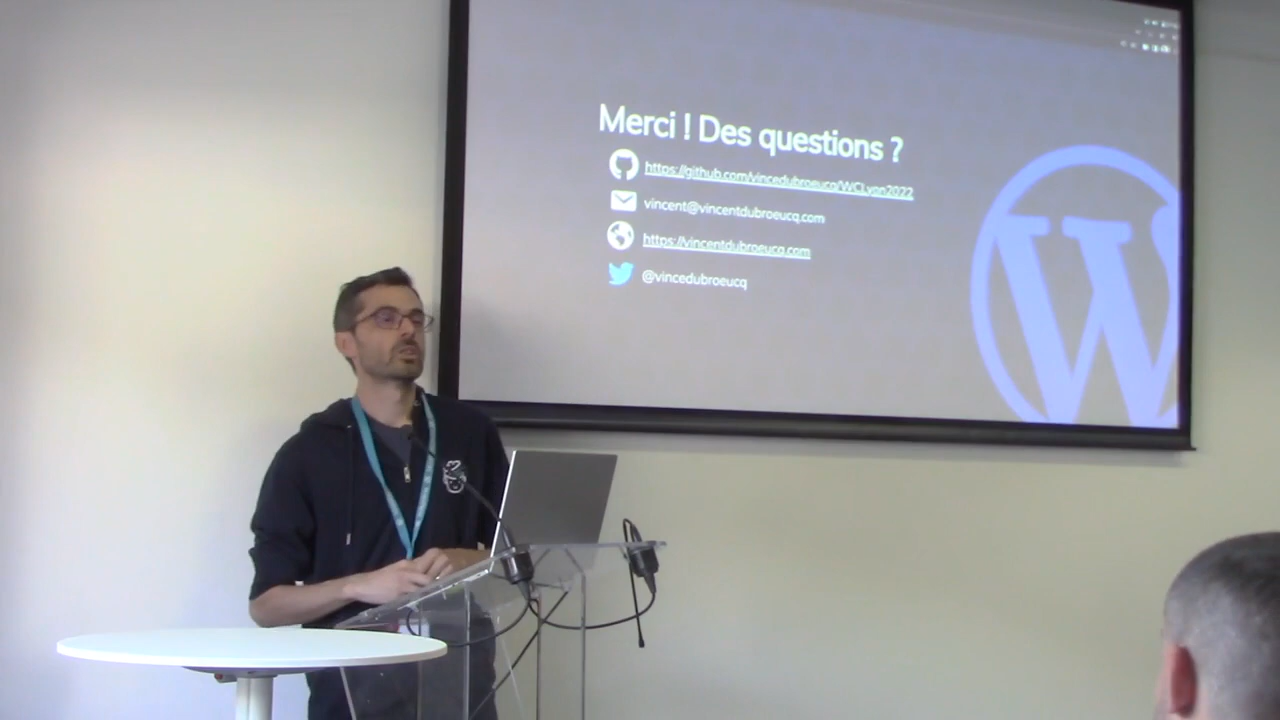 Merci ! Des questions ?
https://github.com/vincedubroeucq/WCLyon2022
vincent@vincentdubroeucq.com
https://vincentdubroeucq.com
@vincedubroeucq